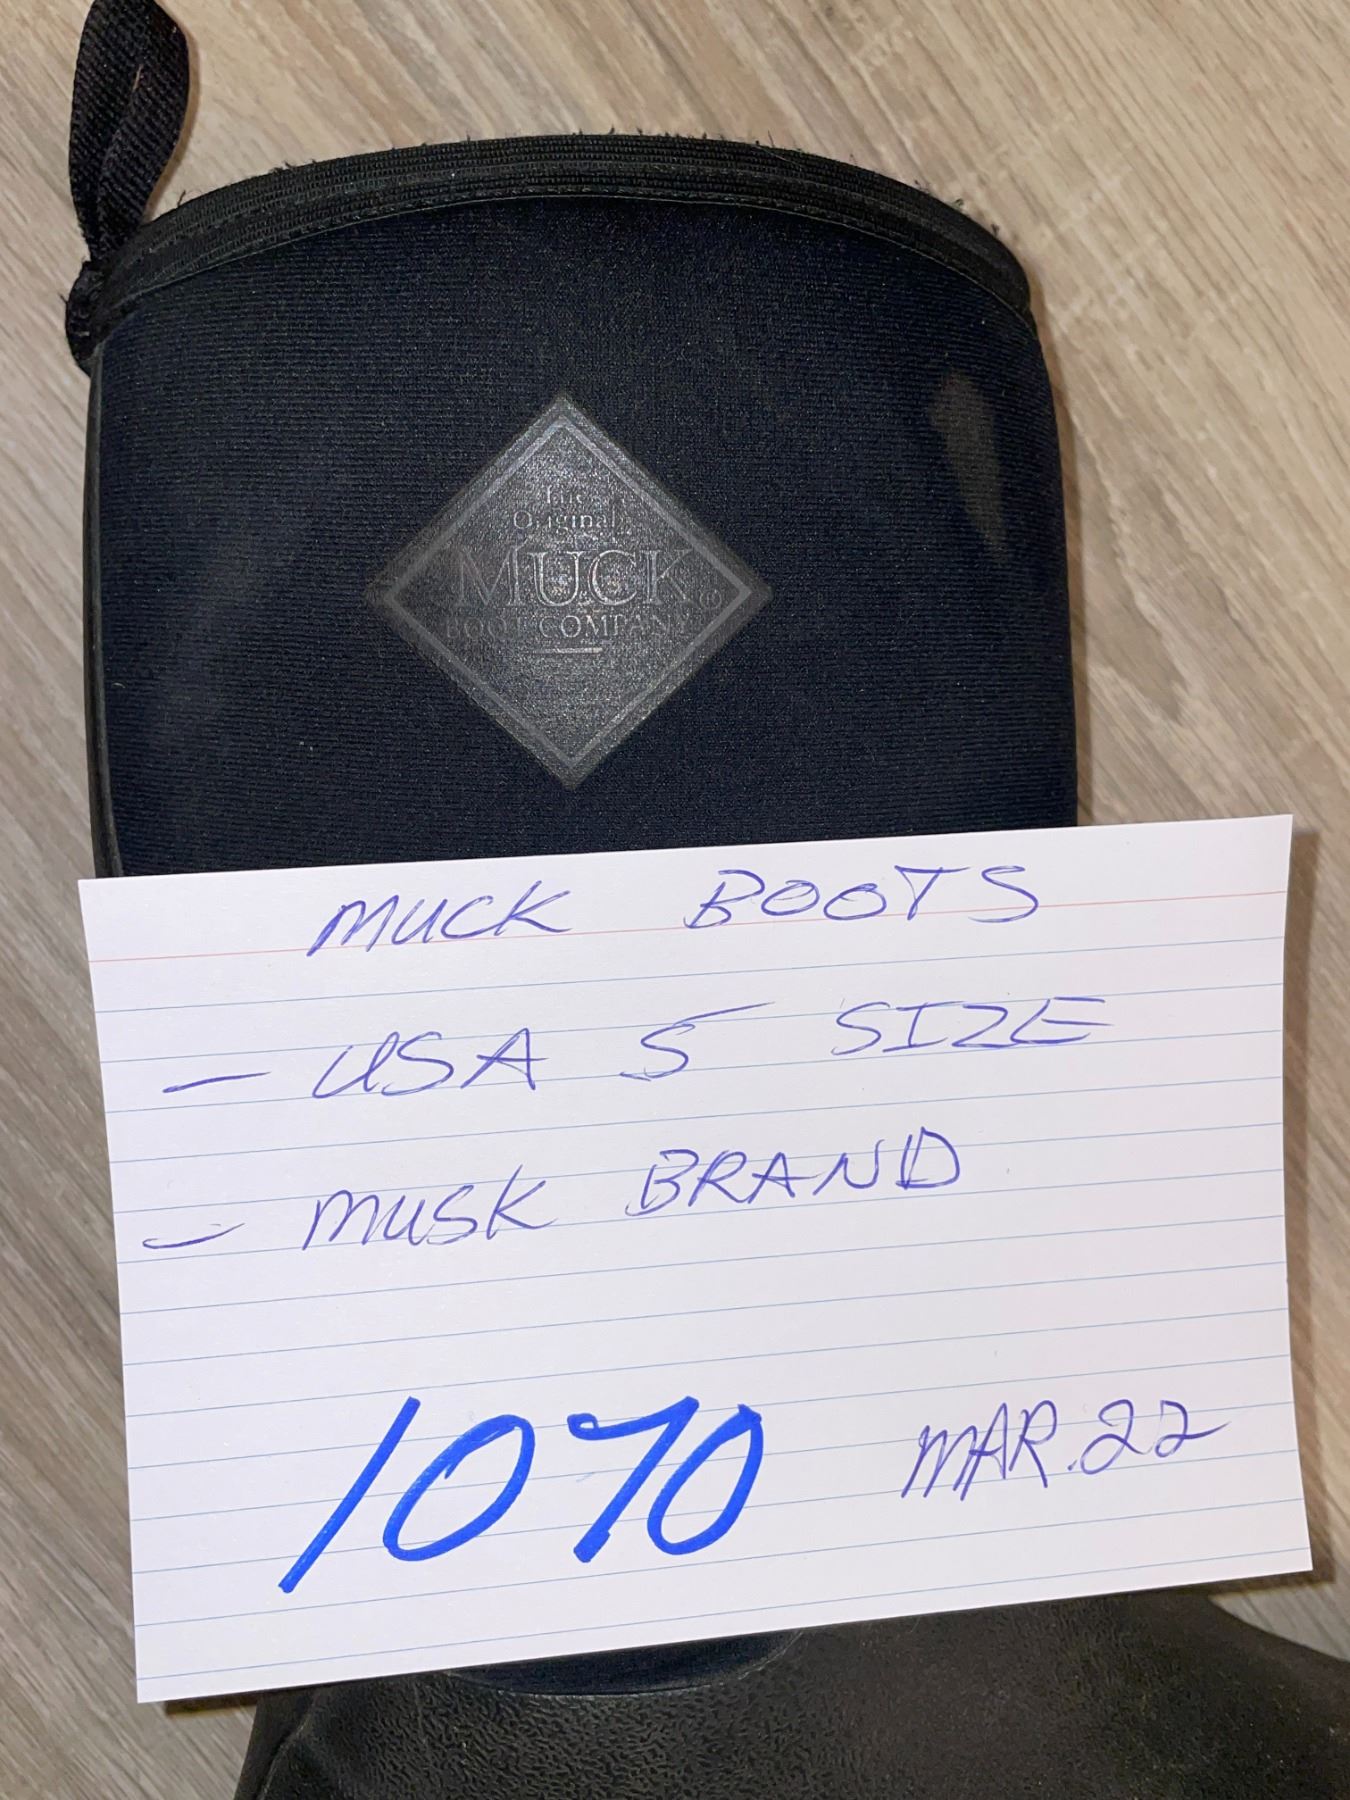 The
Original
MUCK®
BOOT COMPANY
MUCK BOOTS
- USA 5 SIZE
- MUSK BRAND
1070 MAR.22